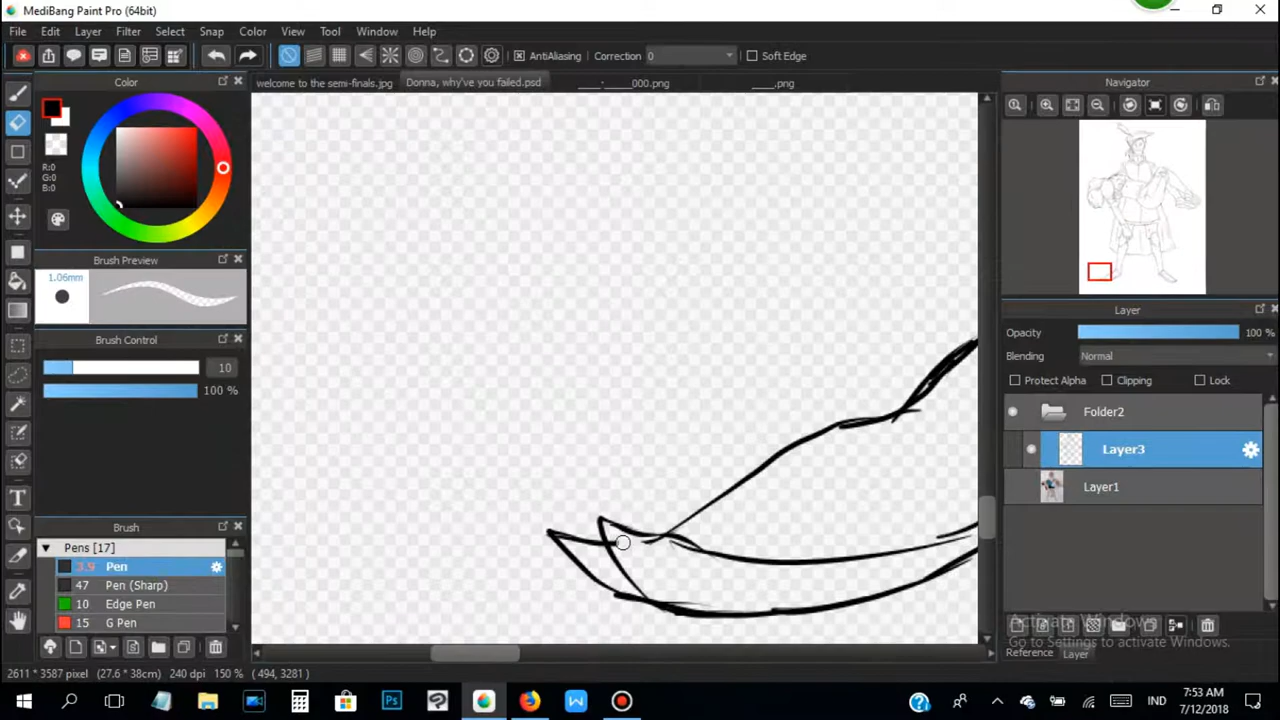 MediBang Paint Pro (64bit)
File Edit Layer Filter Select Snap Color View Tool Window Help
AntiAliasing Correction 0 Soft Edge
Color
welcome to the semi-finals.jpg Donna, why've you failed.psd ____-_____000.png ____.png
Navigator
R:0
G:0
B:0
Brush Preview
1.06mm
Brush Control
10
100 %
Layer
Opacity 100 %
Blending Normal
Protect Alpha Clipping Lock
Folder2
Layer3
Layer1
Brush
Pens [17]
3.9 Pen
47 Pen (Sharp)
10 Edge Pen
15 G Pen
Activate Windows
Go to Settings to activate Windows.
Reference Layer
2611 * 3587 pixel (27.6 * 38cm) 240 dpi 150 % ( 494, 3281 )
IND
7:53 AM
7/12/2018